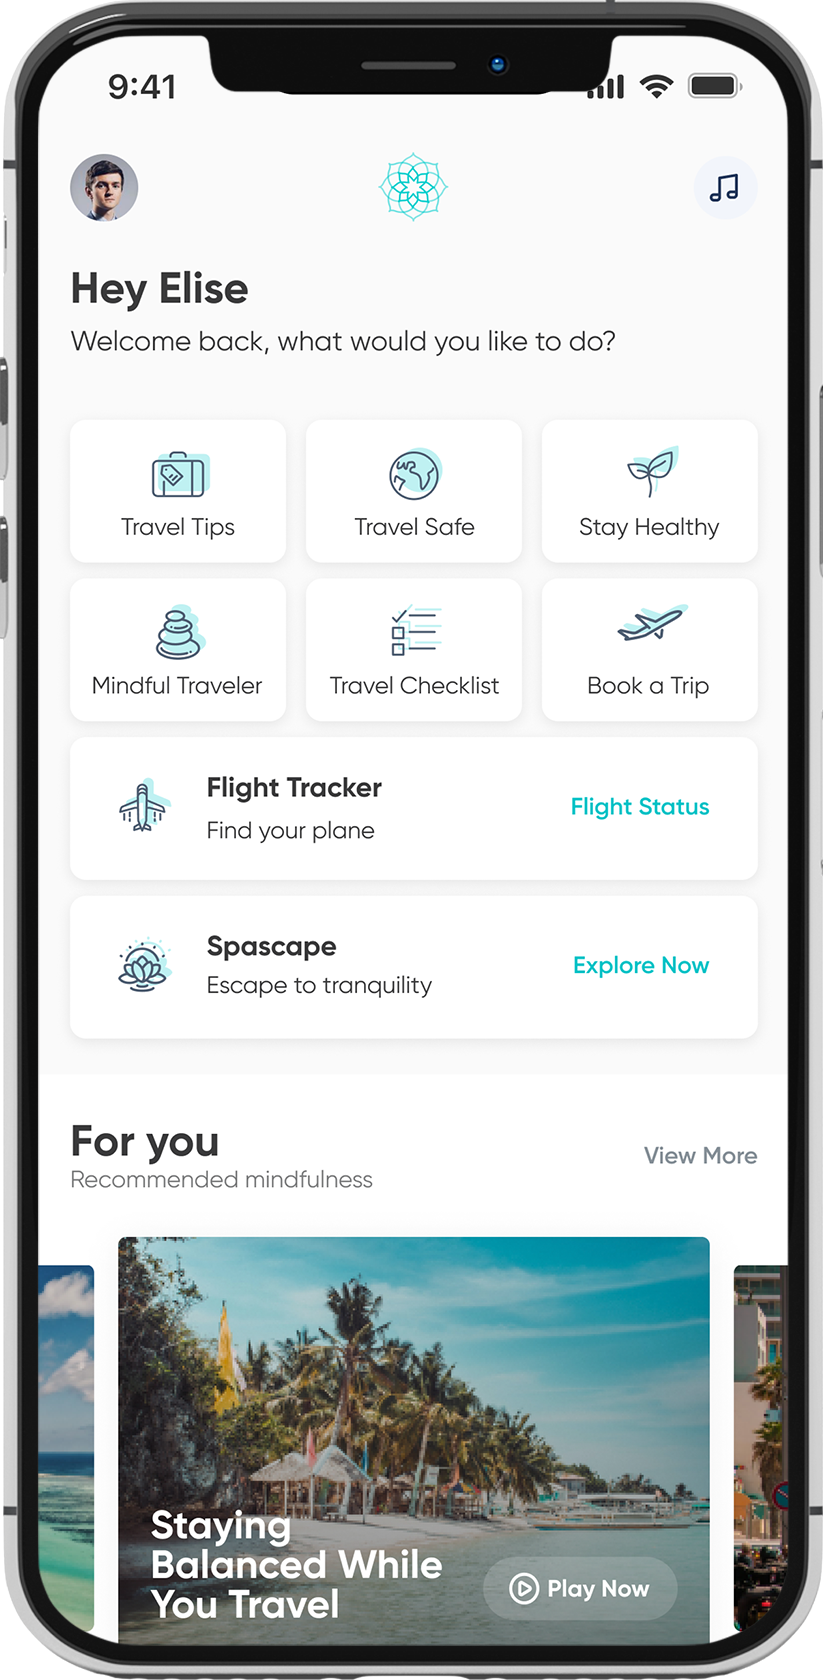 9:41
Hey Elise
Welcome back, what would you like to do?
Travel Tips
Travel Safe
Stay Healthy
Mindful Traveler
Travel Checklist
Book a Trip
Flight Tracker
Find your plane
Flight Status
Spascape
Escape to tranquility
Explore Now
For you
Recommended mindfulness
View More
Staying
Balanced While
You Travel
Play Now